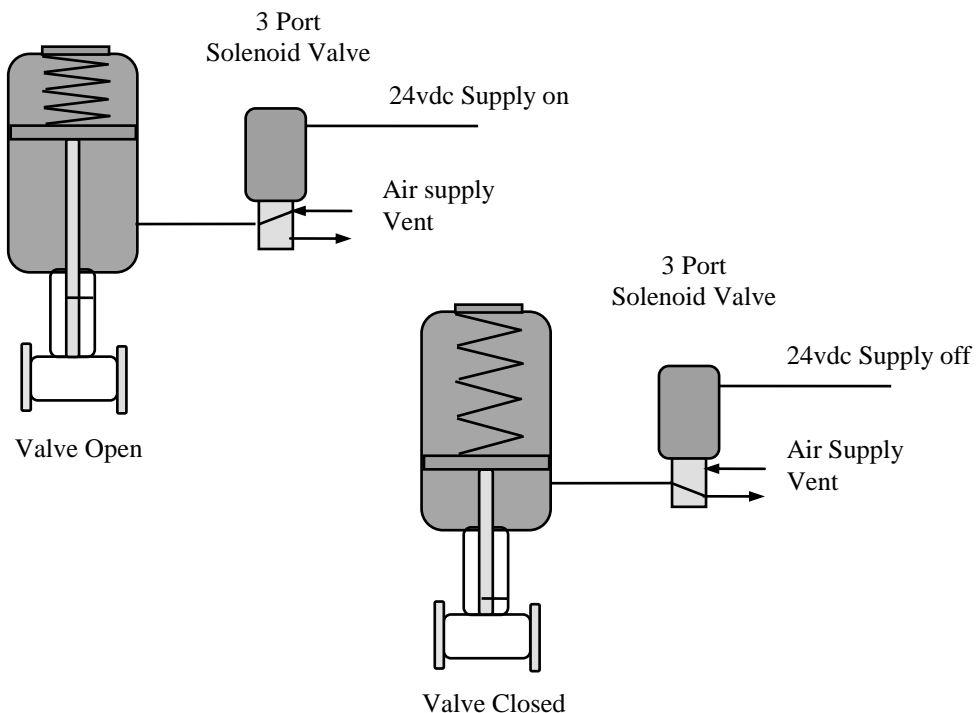 3 Port
Solenoid Valve
24vdc Supply on
Air supply
Vent
Valve Open
3 Port
Solenoid Valve
24vdc Supply off
Air Supply
Vent
Valve Closed